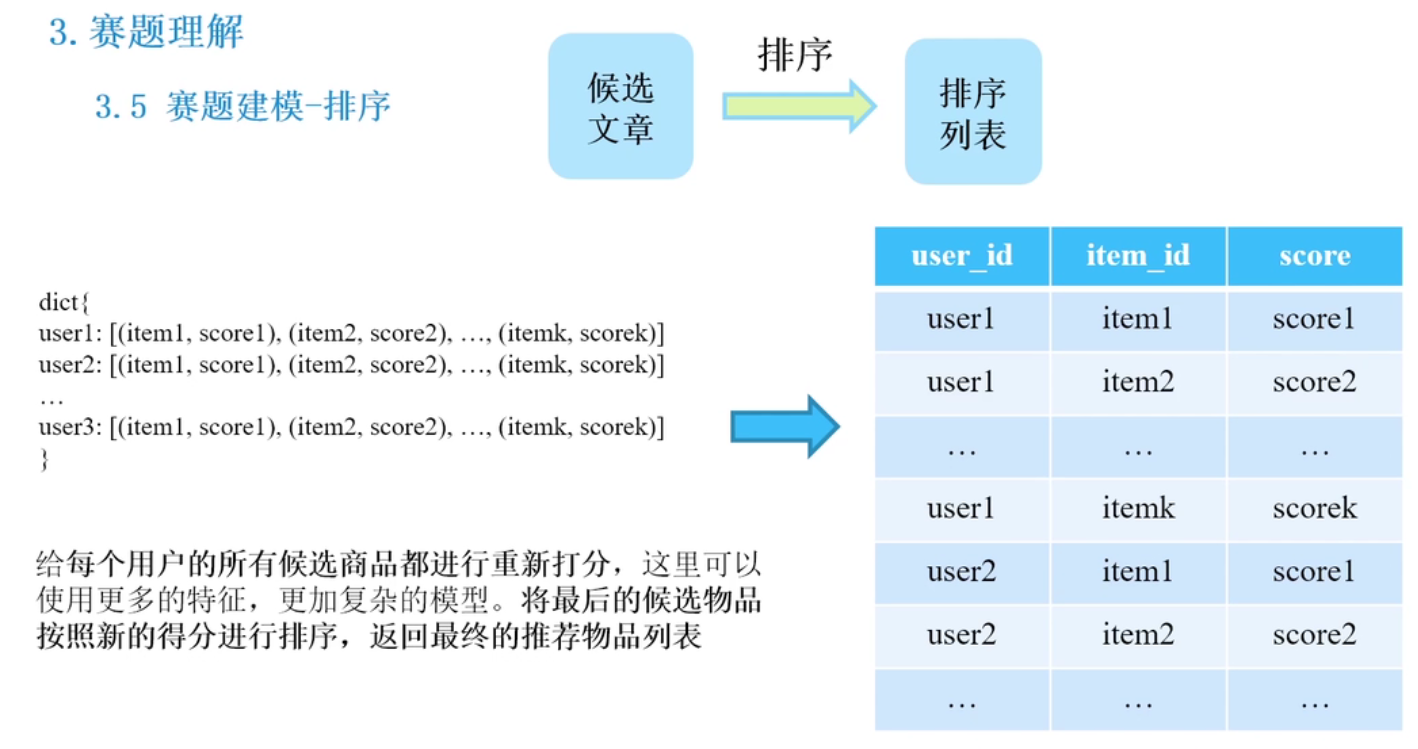 3. 赛题理解
3.5 赛题建模-排序
候选
文章
排序
排序
列表
dict{
user1: [(item1, score1), (item2, score2), …, (itemk, scorek)]
user2: [(item1, score1), (item2, score2), …, (itemk, scorek)]
…
user3: [(item1, score1), (item2, score2), …, (itemk, scorek)]
}
给每个用户的所有候选商品都进行重新打分，这里可以
使用更多的特征，更加复杂的模型。将最后的候选物品
按照新的得分进行排序，返回最终的推荐物品列表
user_id item_id score
user1 item1 score1
user1 item2 score2
… … …
user1 itemk scorek
user2 item1 score1
user2 item2 score2
… … …